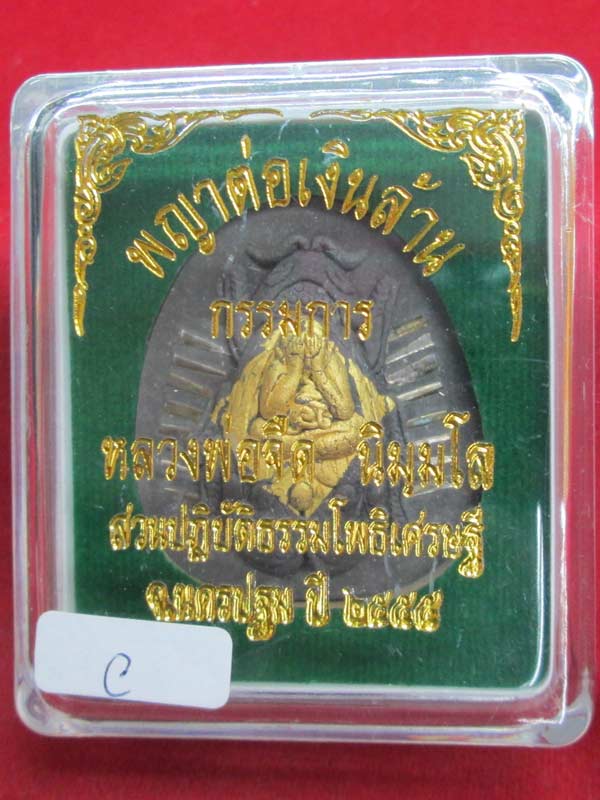 พญาต่อเงินล้าน
กรรมการ
หลวงพ่อจืด นิมฺมโล
สวนปฏิบัติธรรมโพธิเศรษฐี
จ.นครปฐม ปี ๒๕๕๕
C